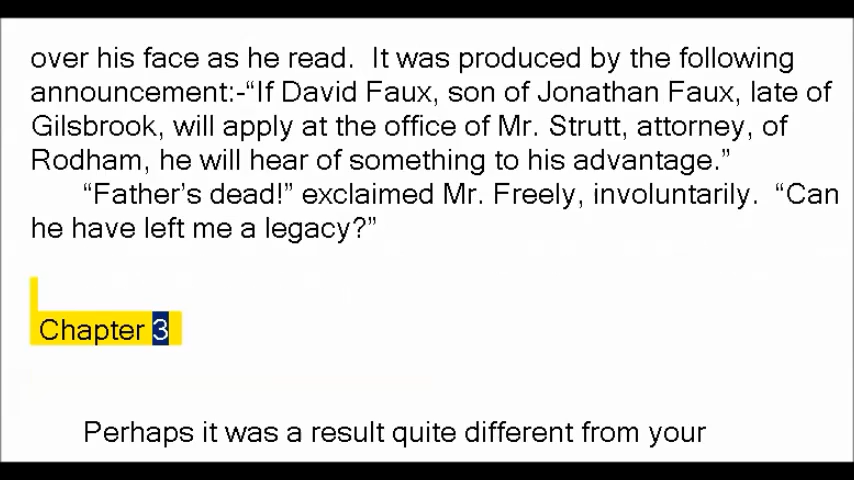 over his face as he read.  It was produced by the following
announcement:-“If David Faux, son of Jonathan Faux, late of
Gilsbrook, will apply at the office of Mr. Strutt, attorney, of
Rodham, he will hear of something to his advantage.”
“Father’s dead!” exclaimed Mr. Freely, involuntarily.  “Can
he have left me a legacy?”
Chapter 3
Perhaps it was a result quite different from your